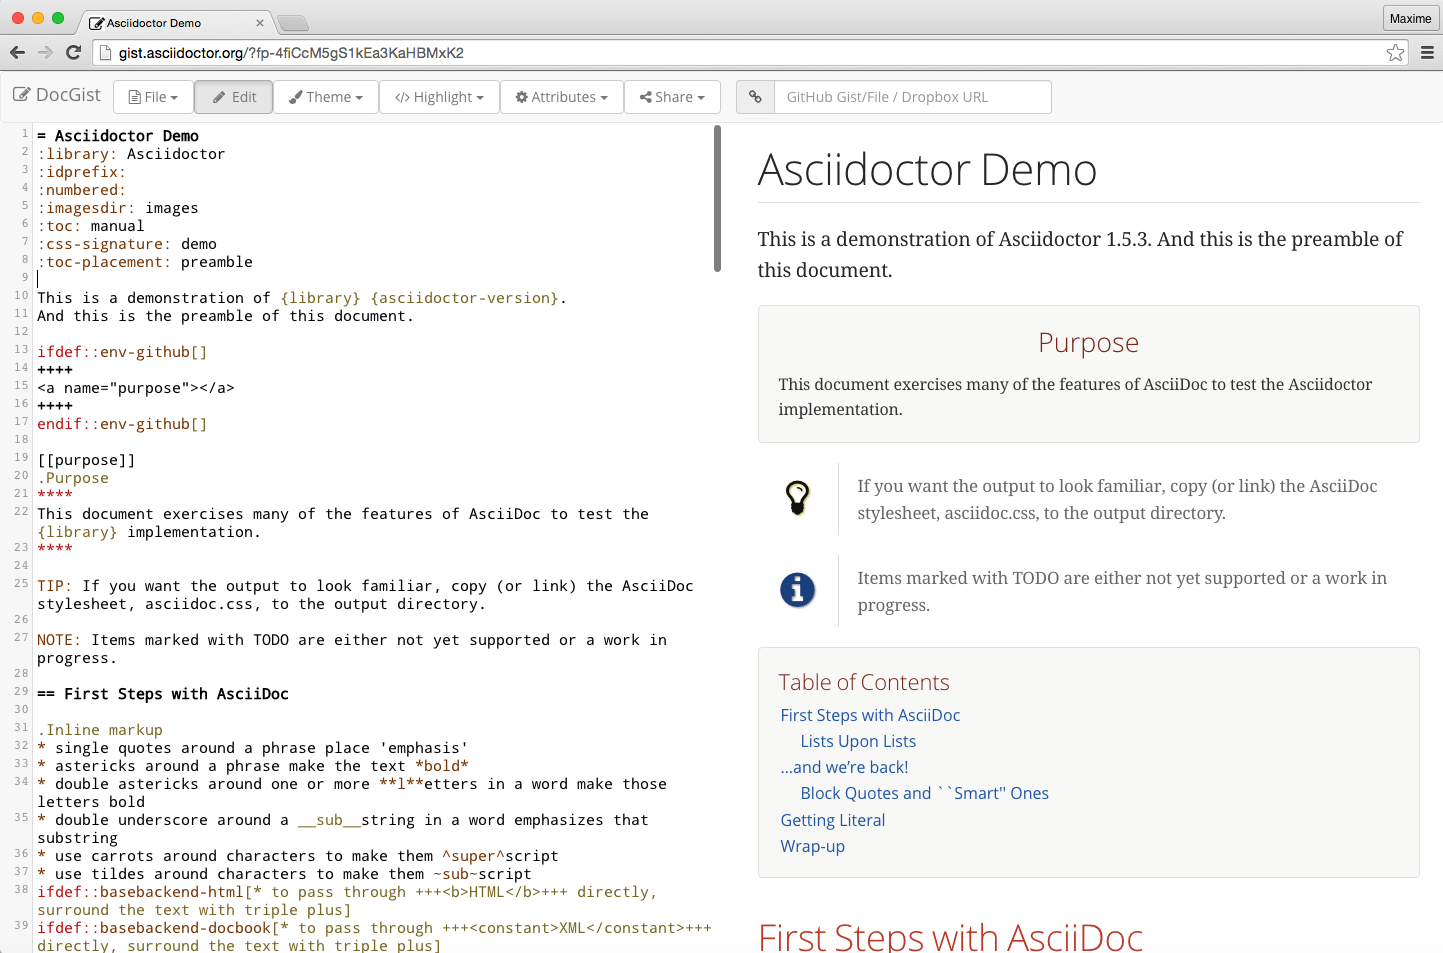 Asciidoctor Demo
Maxime
gist.asciidoctor.org/?fp-4fiCcM5gS1kEa3KaHBMxK2
DocGist File Edit Theme </> Highlight Attributes Share GitHub Gist/File / Dropbox URL
1 = Asciidoctor Demo
2 :library: Asciidoctor
3 :idprefix:
4 :numbered:
5 :imagesdir: images
6 :toc: manual
7 :css-signature: demo
8 :toc-placement: preamble
9
10 This is a demonstration of {library} {asciidoctor-version}.
11 And this is the preamble of this document.
12
13 ifdef::env-github[]
14 ++++
15 <a name="purpose"></a>
16 ++++
17 endif::env-github[]
18
19 [[purpose]]
20 .Purpose
21 ****
22 This document exercises many of the features of AsciiDoc to test the
{library} implementation.
23 ****
24
25 TIP: If you want the output to look familiar, copy (or link) the AsciiDoc
stylesheet, asciidoc.css, to the output directory.
26
27 NOTE: Items marked with TODO are either not yet supported or a work in
progress.
28
29 == First Steps with AsciiDoc
30
31 .Inline markup
32 * single quotes around a phrase place 'emphasis'
33 * astericks around a phrase make the text *bold*
34 * double astericks around one or more **l**etters in a word make those
letters bold
35 * double underscore around a __sub__string in a word emphasizes that
substring
36 * use carrots around characters to make them ^super^script
37 * use tildes around characters to make them ~sub~script
38 ifdef::basebackend-html[* to pass through +++<b>HTML</b>+++ directly,
surround the text with triple plus]
39 ifdef::basebackend-docbook[* to pass through +++<constant>XML</constant>+++
directly, surround the text with triple plus]
Asciidoctor Demo
This is a demonstration of Asciidoctor 1.5.3. And this is the preamble of
this document.
Purpose
This document exercises many of the features of AsciiDoc to test the Asciidoctor
implementation.
If you want the output to look familiar, copy (or link) the AsciiDoc
stylesheet, asciidoc.css, to the output directory.
Items marked with TODO are either not yet supported or a work in
progress.
Table of Contents
First Steps with AsciiDoc
Lists Upon Lists
…and we’re back!
Block Quotes and ``Smart'' Ones
Getting Literal
Wrap-up
First Steps with AsciiDoc